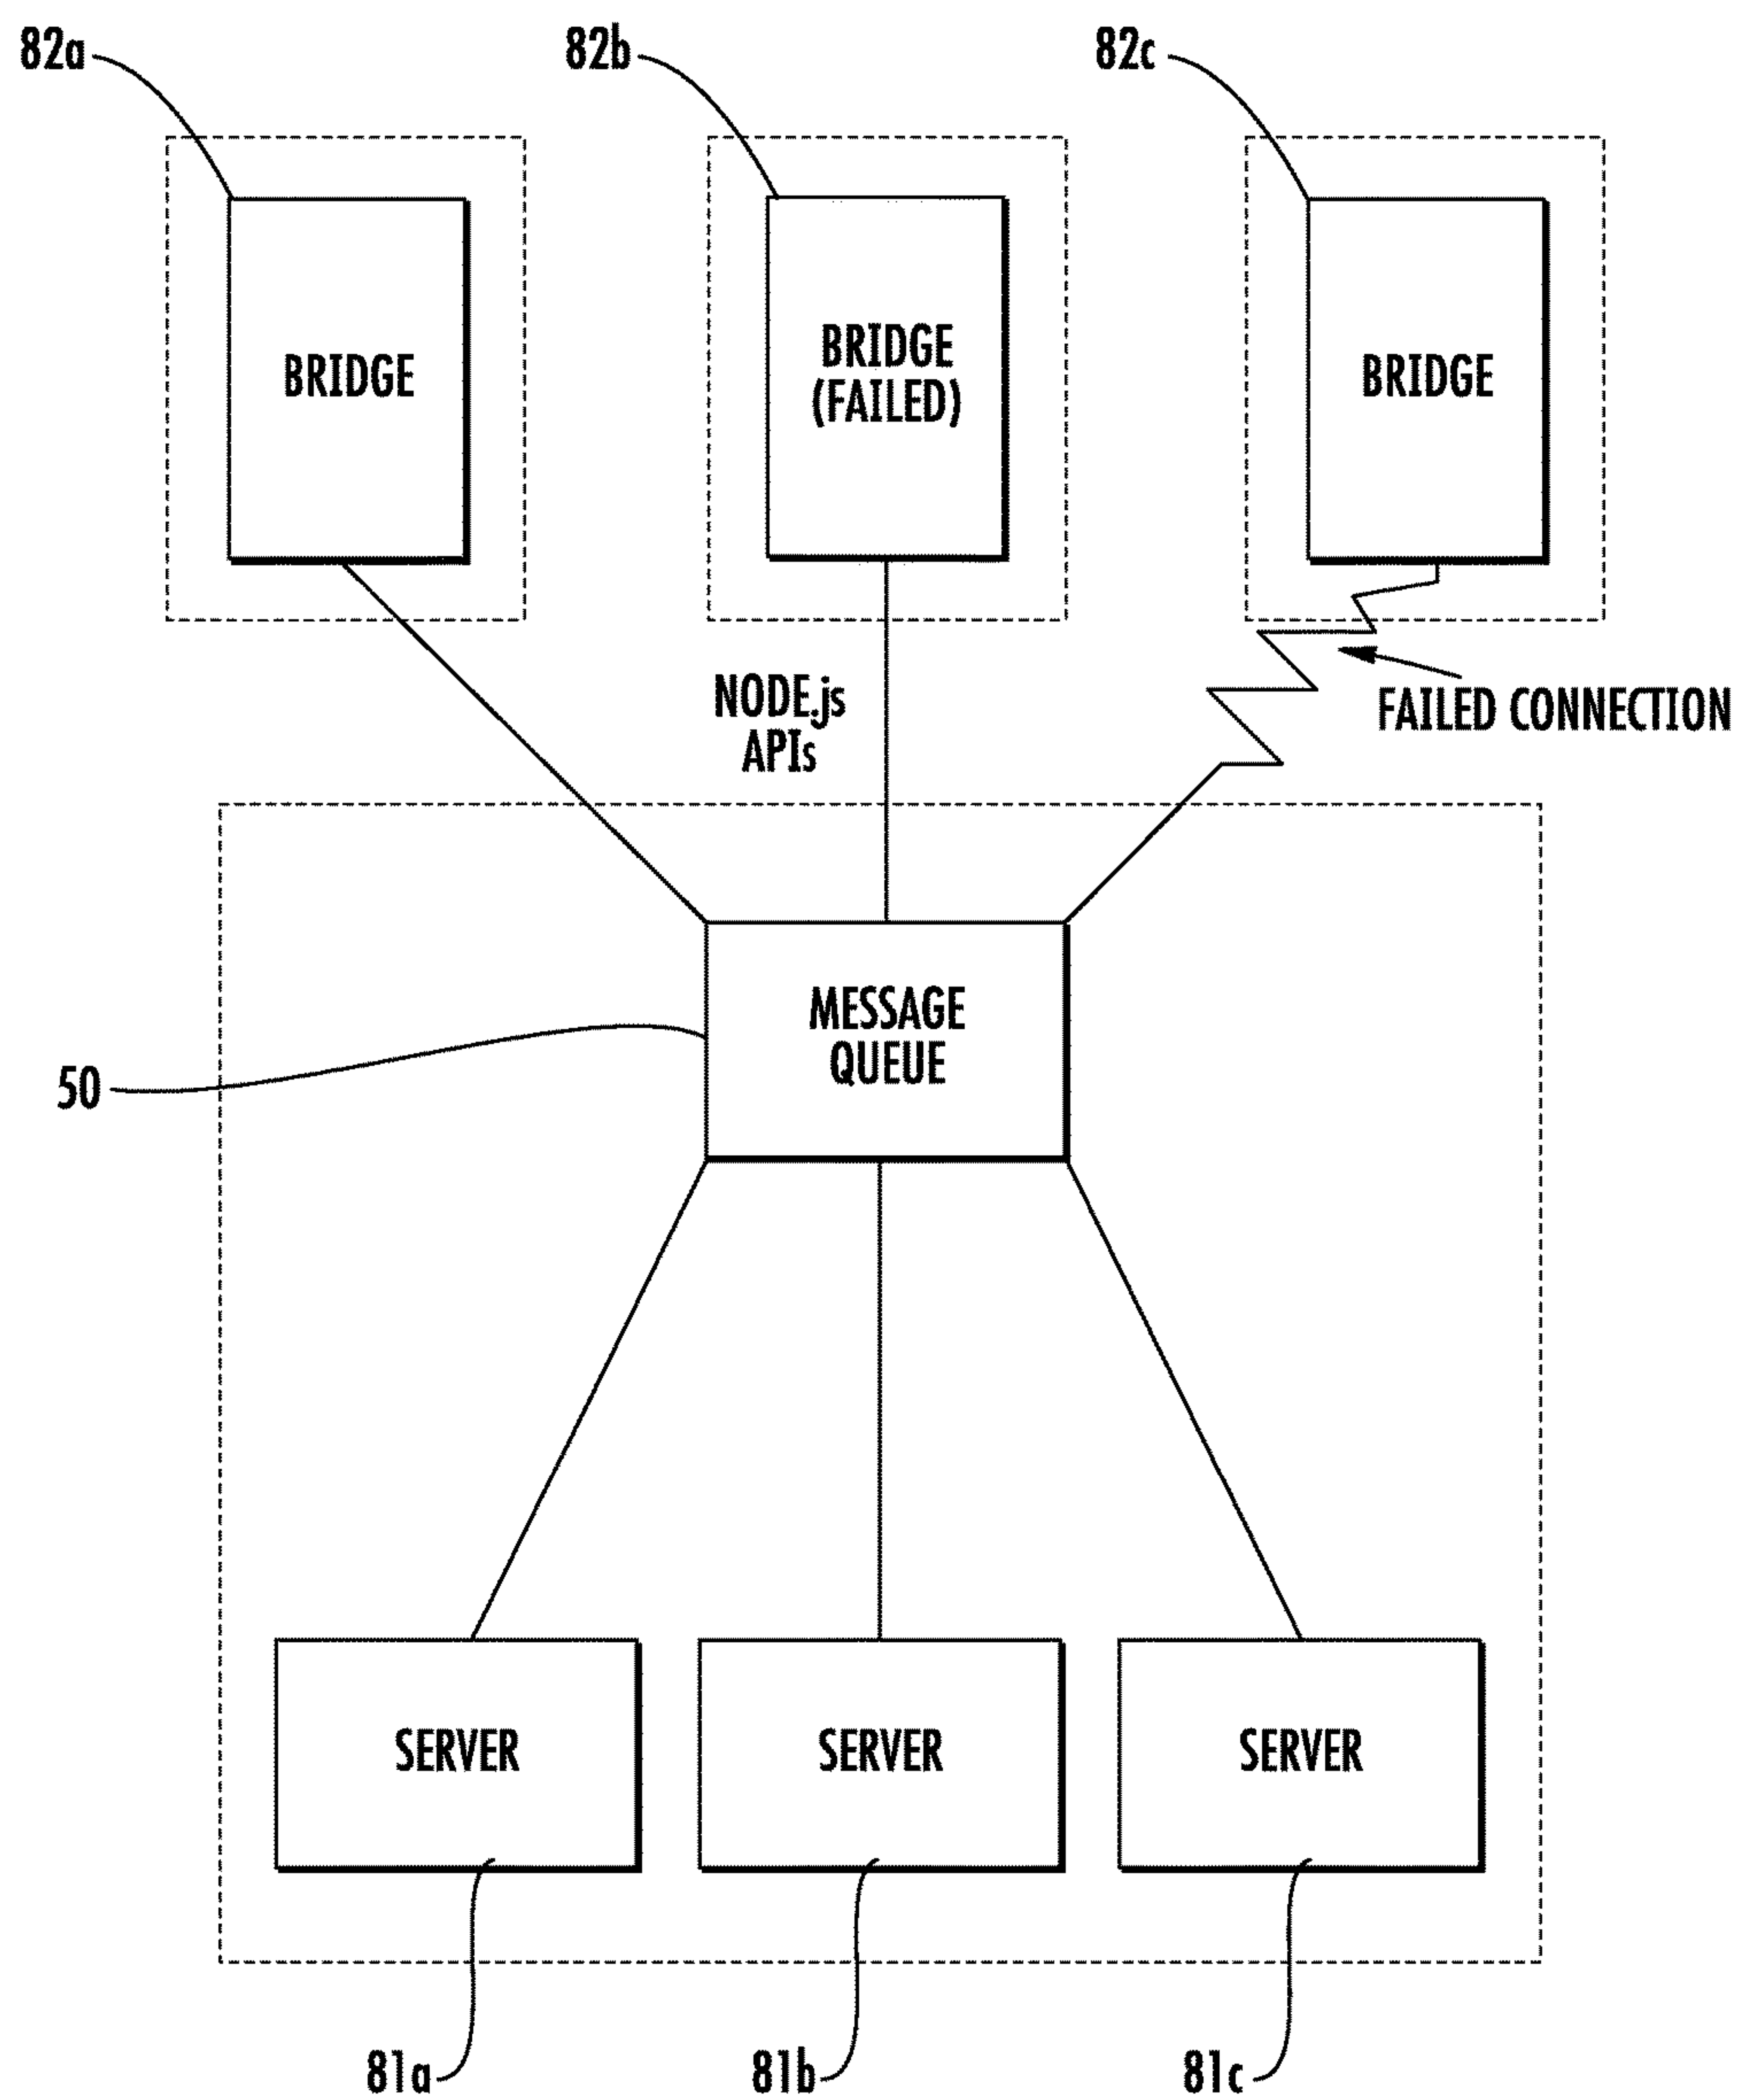 82a
82b
82c
BRIDGE
BRIDGE
(FAILED)
BRIDGE
NODE.js
APIs
FAILED CONNECTION
MESSAGE
QUEUE
50
SERVER
SERVER
SERVER
81a
81b
81c